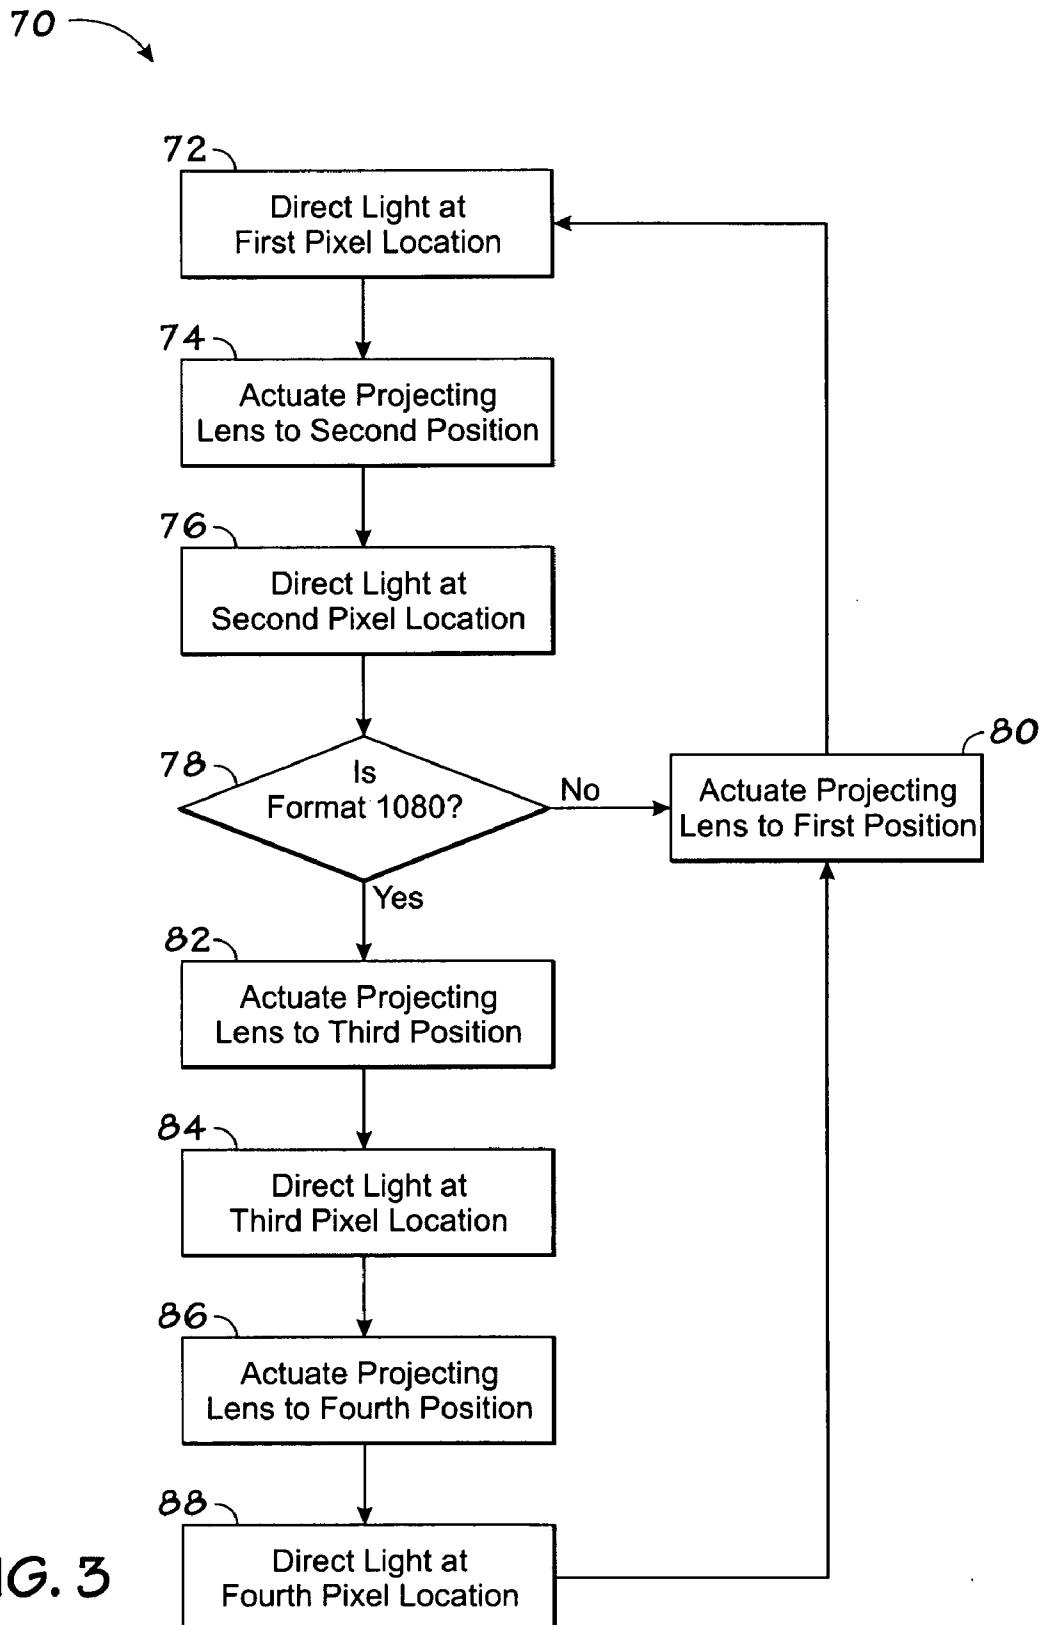 70
72
Direct Light at
First Pixel Location
74
Actuate Projecting
Lens to Second Position
76
Direct Light at
Second Pixel Location
78
Is
Format 1080?
No
80
Actuate Projecting
Lens to First Position
Yes
82
Actuate Projecting
Lens to Third Position
84
Direct Light at
Third Pixel Location
86
Actuate Projecting
Lens to Fourth Position
88
Direct Light at
Fourth Pixel Location
IG. 3